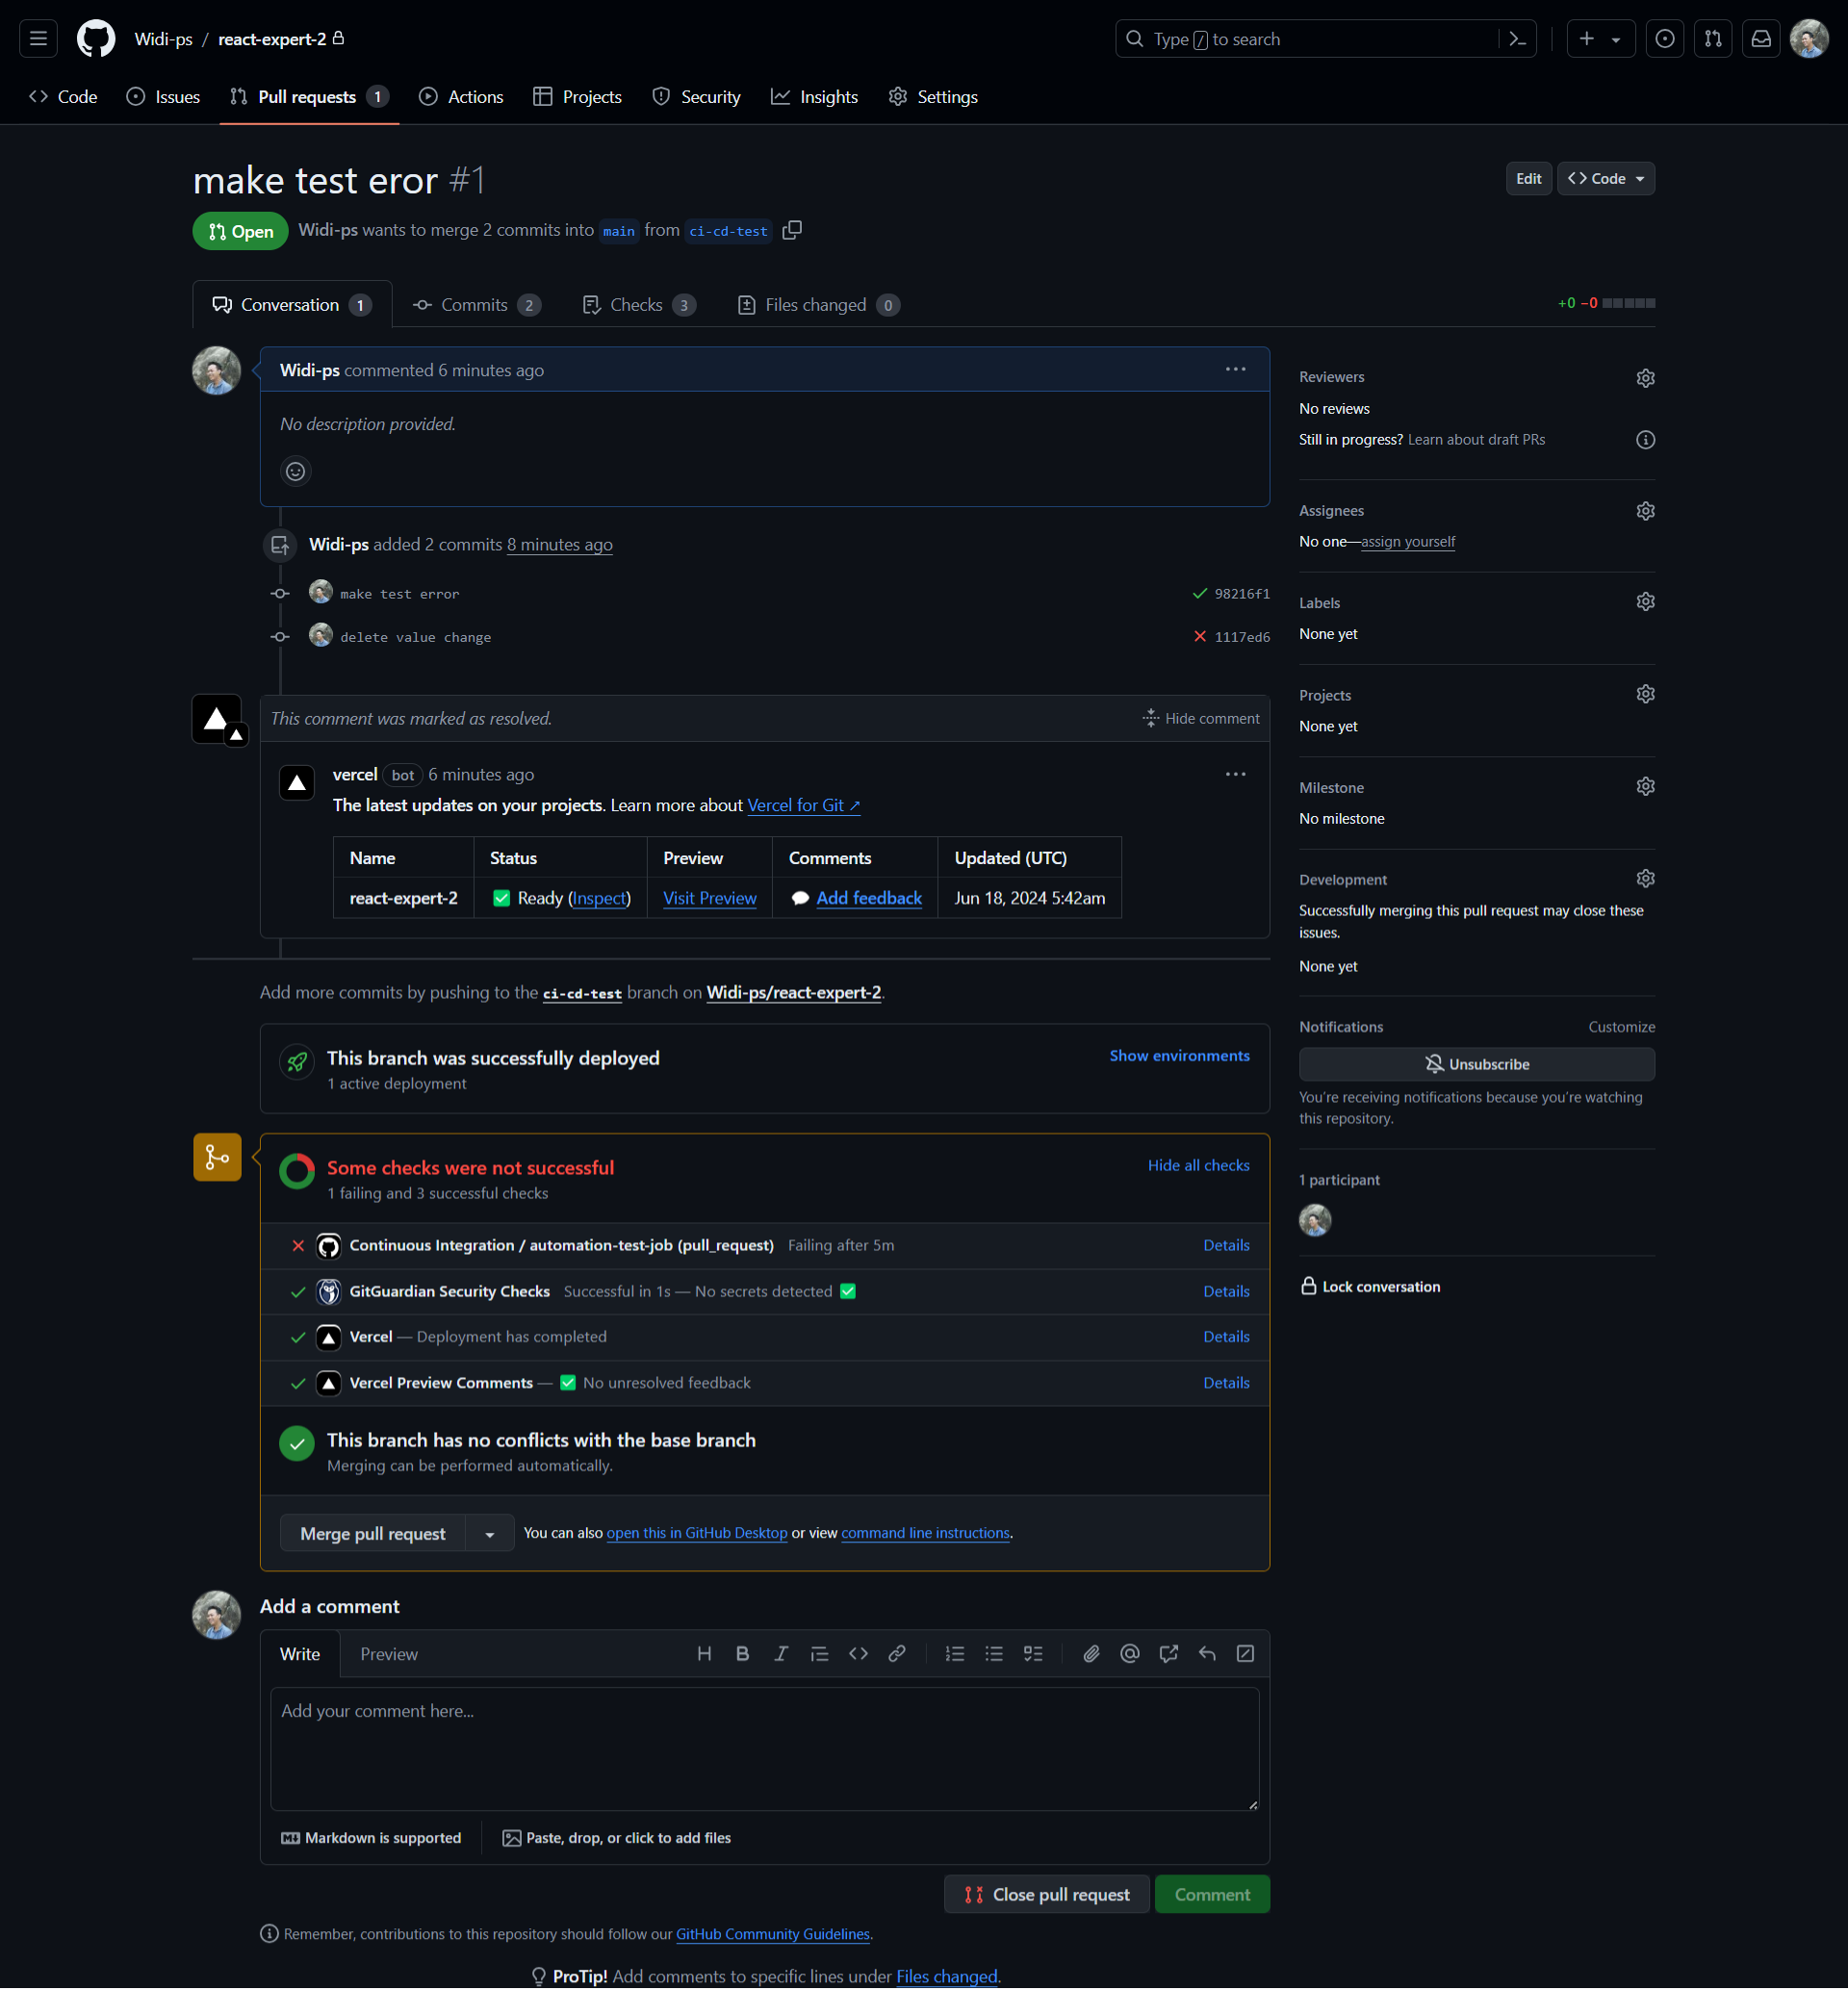 Widi-ps / react-expert-2
Type / to search
Code Issues Pull requests 1 Actions Projects Security Insights Settings
make test eror #1
Edit Code
Open Widi-ps wants to merge 2 commits into main from ci-cd-test
Conversation 1 Commits 2 Checks 3 Files changed 0
+0 −0
Widi-ps commented 6 minutes ago
No description provided.
Widi-ps added 2 commits 8 minutes ago
make test error 98216f1
delete value change 1117ed6
This comment was marked as resolved. Hide comment
vercel bot 6 minutes ago
The latest updates on your projects. Learn more about Vercel for Git ↗
Name Status Preview Comments Updated (UTC)
react-expert-2 ✅ Ready (Inspect) Visit Preview 💬 Add feedback Jun 18, 2024 5:42am
Add more commits by pushing to the ci-cd-test branch on Widi-ps/react-expert-2.
This branch was successfully deployed
1 active deployment
Show environments
Some checks were not successful
1 failing and 3 successful checks
Hide all checks
Continuous Integration / automation-test-job (pull_request) Failing after 5m Details
GitGuardian Security Checks Successful in 1s — No secrets detected ✅ Details
Vercel — Deployment has completed Details
Vercel Preview Comments — ✅ No unresolved feedback Details
This branch has no conflicts with the base branch
Merging can be performed automatically.
Merge pull request You can also open this in GitHub Desktop or view command line instructions.
Add a comment
Write Preview
Add your comment here...
Markdown is supported Paste, drop, or click to add files
Close pull request Comment
Remember, contributions to this repository should follow our GitHub Community Guidelines.
ProTip! Add comments to specific lines under Files changed.
Reviewers
No reviews
Still in progress? Learn about draft PRs
Assignees
No one—assign yourself
Labels
None yet
Projects
None yet
Milestone
No milestone
Development
Successfully merging this pull request may close these
issues.
None yet
Notifications Customize
Unsubscribe
You're receiving notifications because you're watching
this repository.
1 participant
Lock conversation